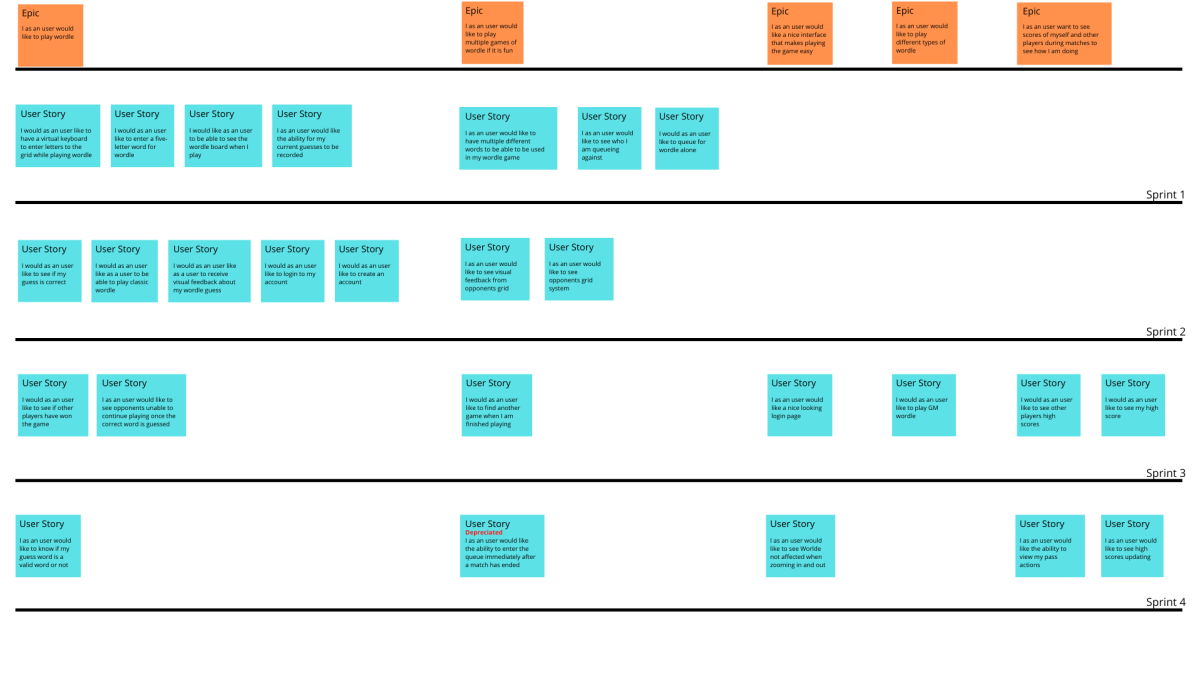 Epic
I as an user would
like to play wordle
Epic
I as an user would
like to play
multiple games of
wordle if it is fun
Epic
I as an user would
like a nice interface
that makes playing
the game easy
Epic
I as an user would
like to play
different types of
wordle
Epic
I as an user want to see
scores of myself and other
players during matches to
see how I am doing
User Story
I would as an user like to
have a virtual keyboard
to enter letters to the
grid while playing wordle
User Story
I would as an user
like to enter a five-
letter word for
wordle
User Story
I would like as an user
to be able to see the
wordle board when I
play
User Story
I as an user would like
the ability for my
current guesses to be
recorded
User Story
I as an user would like to
have multiple different
words to be able to be used
in my wordle game
User Story
I as an user would
like to see who I
am queueing
against
User Story
I would as an user
like to queue for
wordle alone
Sprint 1
User Story
I would as an user
like to see if my
guess is correct
User Story
I would as an user
like as a user to be
able to play classic
wordle
User Story
I would as an user like
as a user to receive
visual feedback about
my wordle guess
User Story
I would as an user
like to login to my
account
User Story
I would as an user
like to create an
account
User Story
I as an user would
like to see visual
feedback from
opponents grid
User Story
I as an user would
like to see
opponents grid
system
Sprint 2
User Story
I would as an user
like to see if other
players have won
the game
User Story
I as an user would like to
see opponents unable to
continue playing once the
correct word is guessed
User Story
I would as an user
like to find another
game when I am
finished playing
User Story
I as an user would
like a nice looking
login page
User Story
I would as an user
like to play GM
wordle
User Story
I would as an user
like to see other
players high
scores
User Story
I would as an user
like to see my high
score
Sprint 3
User Story
I as an user would
like to know if my
guess word is a
valid word or not
User Story
Depreciated
I as an user would like
the ability to enter the
queue immediately after
a match has ended
User Story
I as an user would
like to see Worlde
not affected when
zooming in and out
User Story
I as an user would
like the ability to
view my pass
actions
User Story
I as an user would
like to see high
scores updating
Sprint 4